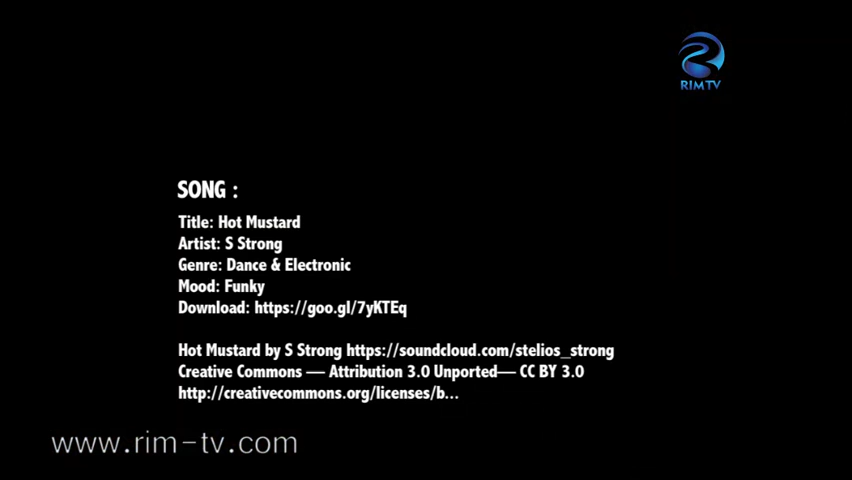 RIMTV
SONG :
Title: Hot Mustard
Artist: S Strong
Genre: Dance & Electronic
Mood: Funky
Download: https://goo.gl/7yKTEq
Hot Mustard by S Strong https://soundcloud.com/stelios_strong
Creative Commons — Attribution 3.0 Unported— CC BY 3.0
http://creativecommons.org/licenses/b...
www.rim-tv.com